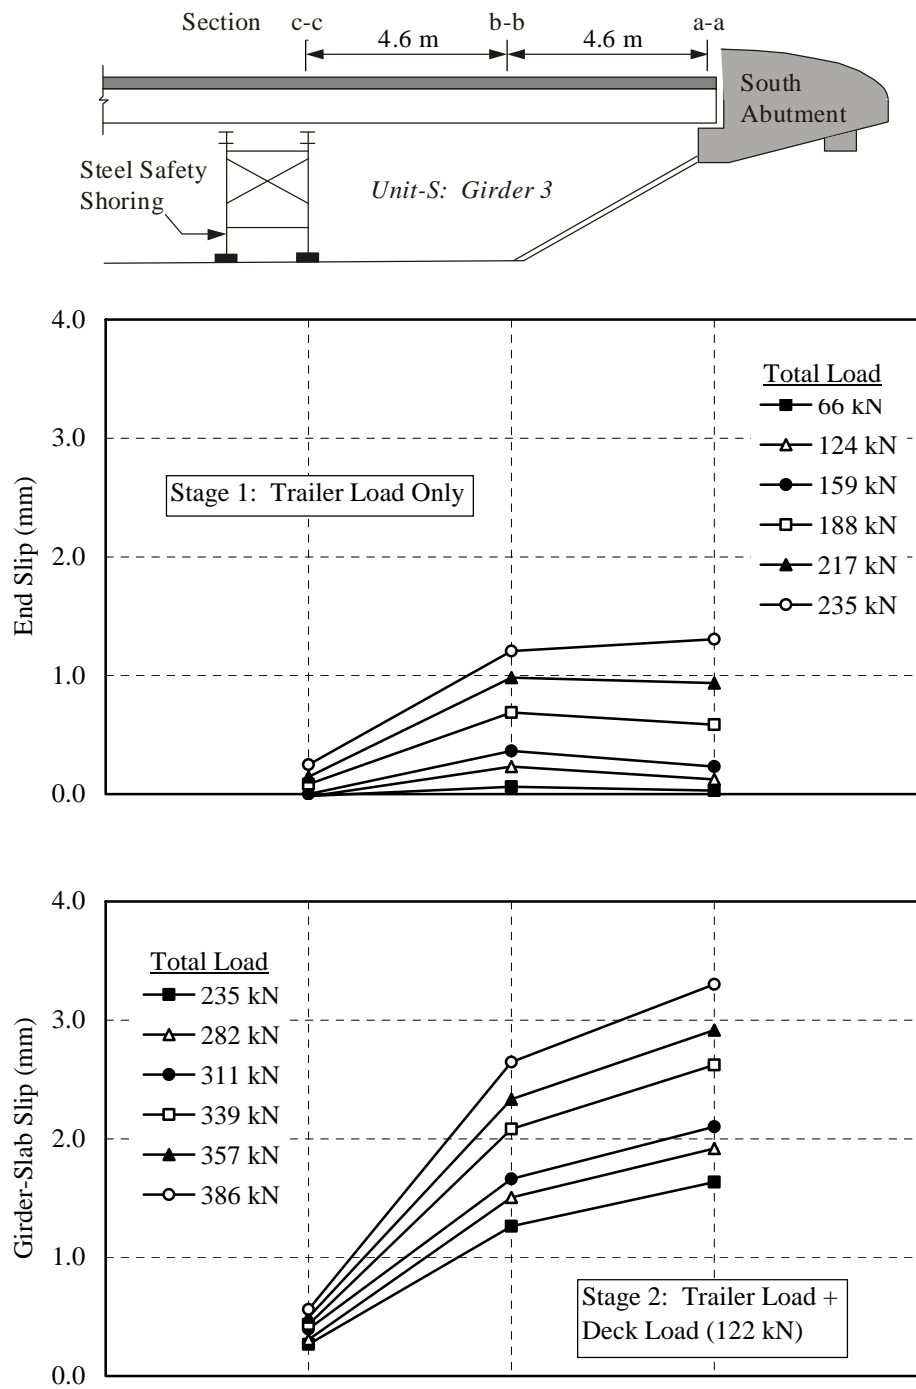 Section c-c b-b a-a
4.6 m 4.6 m
South
Abutment
Steel Safety
Shoring
Unit-S: Girder 3
4.0
3.0
2.0
1.0
0.0
End Slip (mm)
Stage 1: Trailer Load Only
Total Load
66 kN
124 kN
159 kN
188 kN
217 kN
235 kN
4.0
3.0
2.0
1.0
0.0
Girder-Slab Slip (mm)
Total Load
235 kN
282 kN
311 kN
339 kN
357 kN
386 kN
Stage 2: Trailer Load +
Deck Load (122 kN)